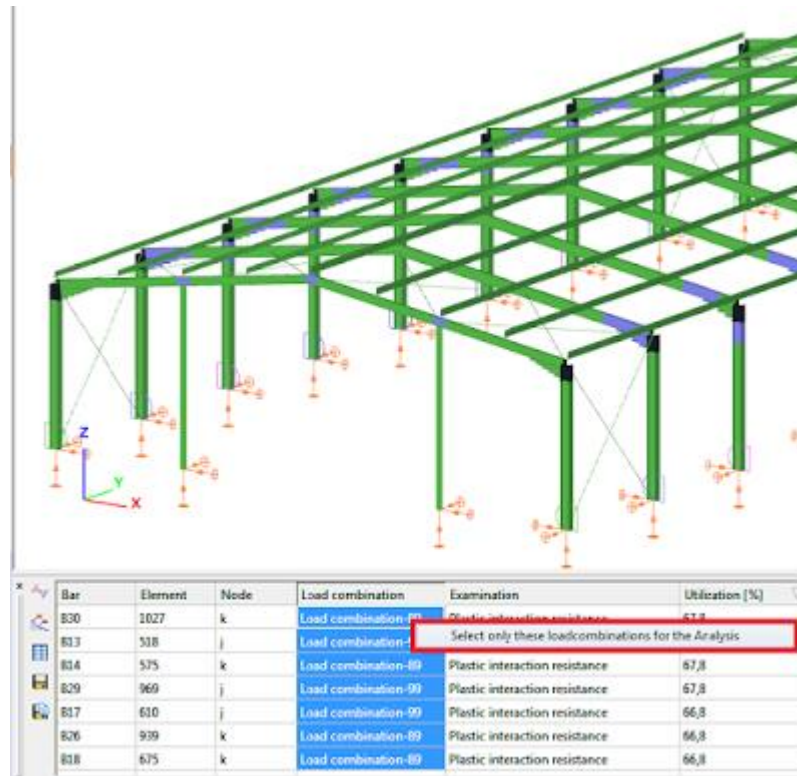 Z
Y
X
Bar Element Node Load combination Examination Utilization [%]
B30 1027 k Load combination-89 Plastic interaction resistance 67,8
Select only these loadcombinations for the Analysis
B13 518 j Load combination-
B14 575 k Load combination-89 Plastic interaction resistance 67,8
B29 969 j Load combination-99 Plastic interaction resistance 67,8
B17 610 j Load combination-99 Plastic interaction resistance 66,8
B26 939 k Load combination-89 Plastic interaction resistance 66,8
B18 675 k Load combination-89 Plastic interaction resistance 66,8